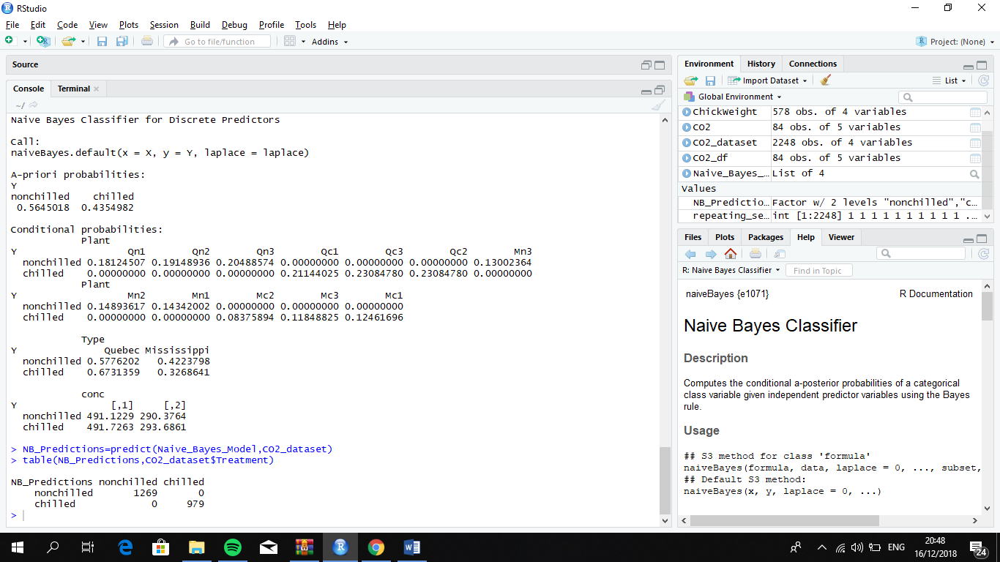 RStudio
File Edit Code View Plots Session Build Debug Profile Tools Help
Go to file/function Addins Project: (None)
Source
Console Terminal
~/
Naive Bayes Classifier for Discrete Predictors
Call:
naiveBayes.default(x = X, y = Y, laplace = laplace)
A-priori probabilities:
Y
nonchilled chilled
0.5645018 0.4354982
Conditional probabilities:
Plant
Y Qn1 Qn2 Qn3 Qc1 Qc3 Qc2 Mn3
nonchilled 0.18124507 0.19148936 0.20488574 0.00000000 0.00000000 0.00000000 0.13002364
chilled 0.00000000 0.00000000 0.00000000 0.21144025 0.23084780 0.23084780 0.00000000
Plant
Y Mn2 Mn1 Mc2 Mc3 Mc1
nonchilled 0.14893617 0.14342002 0.00000000 0.00000000 0.00000000
chilled 0.00000000 0.00000000 0.08375894 0.11848825 0.12461696
Type
Y Quebec Mississippi
nonchilled 0.5776202 0.4223798
chilled 0.6731359 0.3268641
conc
Y [,1] [,2]
nonchilled 491.1229 290.3764
chilled 491.7263 293.6861
> NB_Predictions=predict(Naive_Bayes_Model,CO2_dataset)
> table(NB_Predictions,CO2_dataset$Treatment)
NB_Predictions nonchilled chilled
nonchilled 1269 0
chilled 0 979
>
Environment History Connections
Import Dataset List
Global Environment
ChickWeight 578 obs. of 4 variables
CO2 84 obs. of 5 variables
CO2_dataset 2248 obs. of 4 variables
CO2_df 84 obs. of 5 variables
Naive_Bayes_… List of 4
Values
NB_Predictio… Factor w/ 2 levels "nonchilled","c…
repeating_se… int [1:2248] 1 1 1 1 1 1 1 1 1 1 .…
Files Plots Packages Help Viewer
R: Naive Bayes Classifier Find in Topic
naiveBayes {e1071} R Documentation
Naive Bayes Classifier
Description
Computes the conditional a-posterior probabilities of a categorical
class variable given independent predictor variables using the Bayes
rule.
Usage
## S3 method for class 'formula'
naiveBayes(formula, data, laplace = 0, ..., subset,
## Default S3 method:
naiveBayes(x, y, laplace = 0, ...)
ENG
20:48
16/12/2018
24